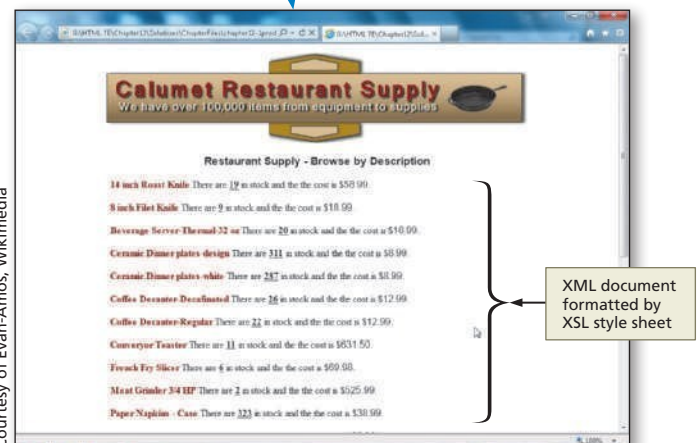 Calumet Restaurant Supply
We have over 100,000 items from equipment to supplies
Restaurant Supply - Browse by Description
14 inch Roast Knife There are 19 in stock and the the cost is $58.99.
8 inch Filet Knife There are 9 in stock and the the cost is $18.99.
Beverage Server-Thermal-32 oz There are 20 in stock and the the cost is $16.99.
Ceramic Dinner plates-design There are 311 in stock and the the cost is $8.99.
Ceramic Dinner plates-white There are 287 in stock and the the cost is $8.99.
Coffee Decanter-Decafinated There are 26 in stock and the the cost is $12.99.
Coffee Decanter-Regular There are 22 in stock and the the cost is $12.99.
Converyor Toaster There are 11 in stock and the the cost is $631.50.
French Fry Slicer There are 6 in stock and the the cost is $69.98.
Meat Grinder 3/4 HP There are 2 in stock and the the cost is $525.99.
Paper Napkins - Case There are 323 in stock and the the cost is $38.99.
XML document
formatted by
XSL style sheet
Courtesy of Evan-Amos, Wikimedia